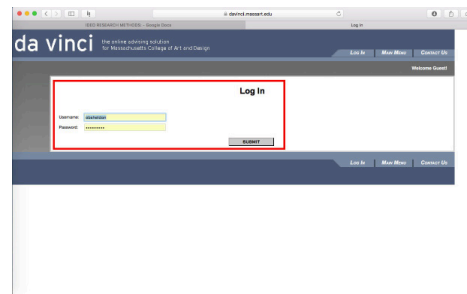 davinci.massart.edu
IDEO RESEARCH METHODS - Google Docs
Log In
da vinci
the online advising solution
for Massachusetts College of Art and Design
Log In
Main Menu
Contact Us
Welcome Guest!
Log In
Username:
Password:
SUBMIT
Log In
Main Menu
Contact Us